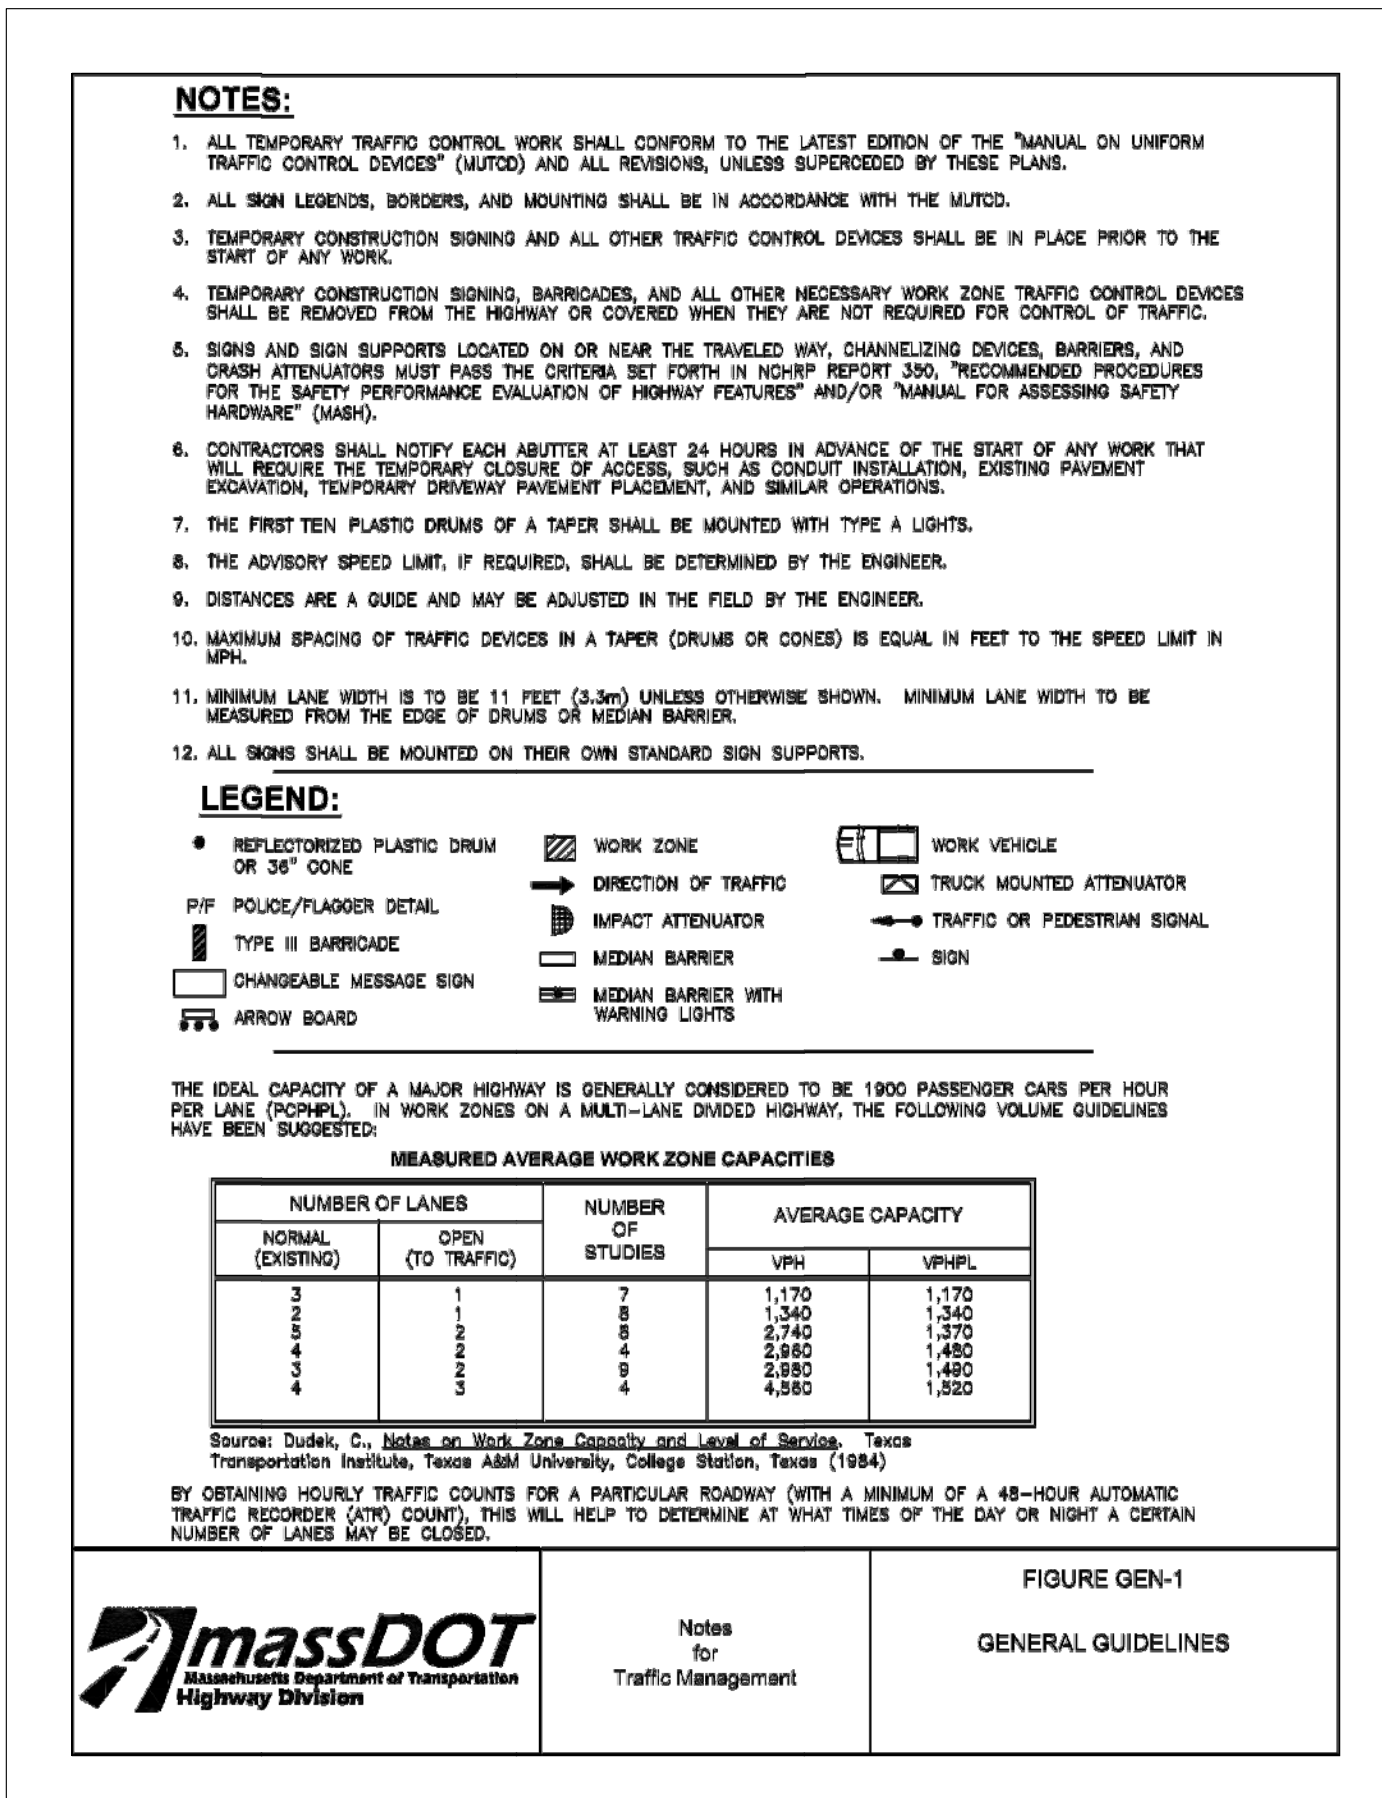 NOTES:
1. ALL TEMPORARY TRAFFIC CONTROL WORK SHALL CONFORM TO THE LATEST EDITION OF THE "MANUAL ON UNIFORM
TRAFFIC CONTROL DEVICES" (MUTCD) AND ALL REVISIONS, UNLESS SUPERCEDED BY THESE PLANS.
2. ALL SIGN LEGENDS, BORDERS, AND MOUNTING SHALL BE IN ACCORDANCE WITH THE MUTCD.
3. TEMPORARY CONSTRUCTION SIGNING AND ALL OTHER TRAFFIC CONTROL DEVICES SHALL BE IN PLACE PRIOR TO THE
START OF ANY WORK.
4. TEMPORARY CONSTRUCTION SIGNING, BARRICADES, AND ALL OTHER NECESSARY WORK ZONE TRAFFIC CONTROL DEVICES
SHALL BE REMOVED FROM THE HIGHWAY OR COVERED WHEN THEY ARE NOT REQUIRED FOR CONTROL OF TRAFFIC.
5. SIGNS AND SIGN SUPPORTS LOCATED ON OR NEAR THE TRAVELED WAY, CHANNELIZING DEVICES, BARRIERS, AND
CRASH ATTENUATORS MUST PASS THE CRITERIA SET FORTH IN NCHRP REPORT 350, "RECOMMENDED PROCEDURES
FOR THE SAFETY PERFORMANCE EVALUATION OF HIGHWAY FEATURES" AND/OR "MANUAL FOR ASSESSING SAFETY
HARDWARE" (MASH).
6. CONTRACTORS SHALL NOTIFY EACH ABUTTER AT LEAST 24 HOURS IN ADVANCE OF THE START OF ANY WORK THAT
WILL REQUIRE THE TEMPORARY CLOSURE OF ACCESS, SUCH AS CONDUIT INSTALLATION, EXISTING PAVEMENT
EXCAVATION, TEMPORARY DRIVEWAY PAVEMENT PLACEMENT, AND SIMILAR OPERATIONS.
7. THE FIRST TEN PLASTIC DRUMS OF A TAPER SHALL BE MOUNTED WITH TYPE A LIGHTS.
8. THE ADVISORY SPEED LIMIT, IF REQUIRED, SHALL BE DETERMINED BY THE ENGINEER.
9. DISTANCES ARE A GUIDE AND MAY BE ADJUSTED IN THE FIELD BY THE ENGINEER.
10. MAXIMUM SPACING OF TRAFFIC DEVICES IN A TAPER (DRUMS OR CONES) IS EQUAL IN FEET TO THE SPEED LIMIT IN
MPH.
11. MINIMUM LANE WIDTH IS TO BE 11 FEET (3.3m) UNLESS OTHERWISE SHOWN. MINIMUM LANE WIDTH TO BE
MEASURED FROM THE EDGE OF DRUMS OR MEDIAN BARRIER.
12. ALL SIGNS SHALL BE MOUNTED ON THEIR OWN STANDARD SIGN SUPPORTS.
LEGEND:
REFLECTORIZED PLASTIC DRUM
OR 36" CONE
P/F POLICE/FLAGGER DETAIL
TYPE III BARRICADE
CHANGEABLE MESSAGE SIGN
ARROW BOARD
WORK ZONE
DIRECTION OF TRAFFIC
IMPACT ATTENUATOR
MEDIAN BARRIER
MEDIAN BARRIER WITH
WARNING LIGHTS
WORK VEHICLE
TRUCK MOUNTED ATTENUATOR
TRAFFIC OR PEDESTRIAN SIGNAL
SIGN
THE IDEAL CAPACITY OF A MAJOR HIGHWAY IS GENERALLY CONSIDERED TO BE 1900 PASSENGER CARS PER HOUR
PER LANE (PCPHPL). IN WORK ZONES ON A MULTI-LANE DIVIDED HIGHWAY, THE FOLLOWING VOLUME GUIDELINES
HAVE BEEN SUGGESTED:
MEASURED AVERAGE WORK ZONE CAPACITIES
NUMBER OF LANES
NORMAL
(EXISTING)
OPEN
(TO TRAFFIC)
NUMBER
OF
STUDIES
AVERAGE CAPACITY
VPH VPHPL
3 1 7 1,170 1,170
2 1 8 1,340 1,340
5 2 8 2,740 1,370
4 2 4 2,960 1,480
3 2 9 2,980 1,490
4 3 4 4,560 1,520
Source: Dudek, C., Notes on Work Zone Capacity and Level of Service. Texas
Transportation Institute, Texas A&M University, College Station, Texas (1984)
BY OBTAINING HOURLY TRAFFIC COUNTS FOR A PARTICULAR ROADWAY (WITH A MINIMUM OF A 48-HOUR AUTOMATIC
TRAFFIC RECORDER (ATR) COUNT), THIS WILL HELP TO DETERMINE AT WHAT TIMES OF THE DAY OR NIGHT A CERTAIN
NUMBER OF LANES MAY BE CLOSED.
massDOT
Massachusetts Department of Transportation
Highway Division
Notes
for
Traffic Management
FIGURE GEN-1
GENERAL GUIDELINES